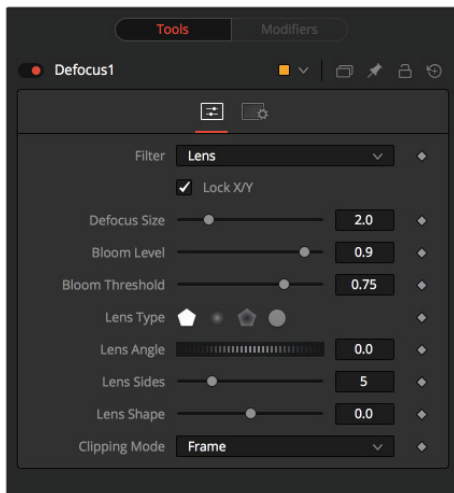 Tools Modifiers
Defocus1
Filter Lens
Lock X/Y
Defocus Size 2.0
Bloom Level 0.9
Bloom Threshold 0.75
Lens Type
Lens Angle 0.0
Lens Sides 5
Lens Shape 0.0
Clipping Mode Frame